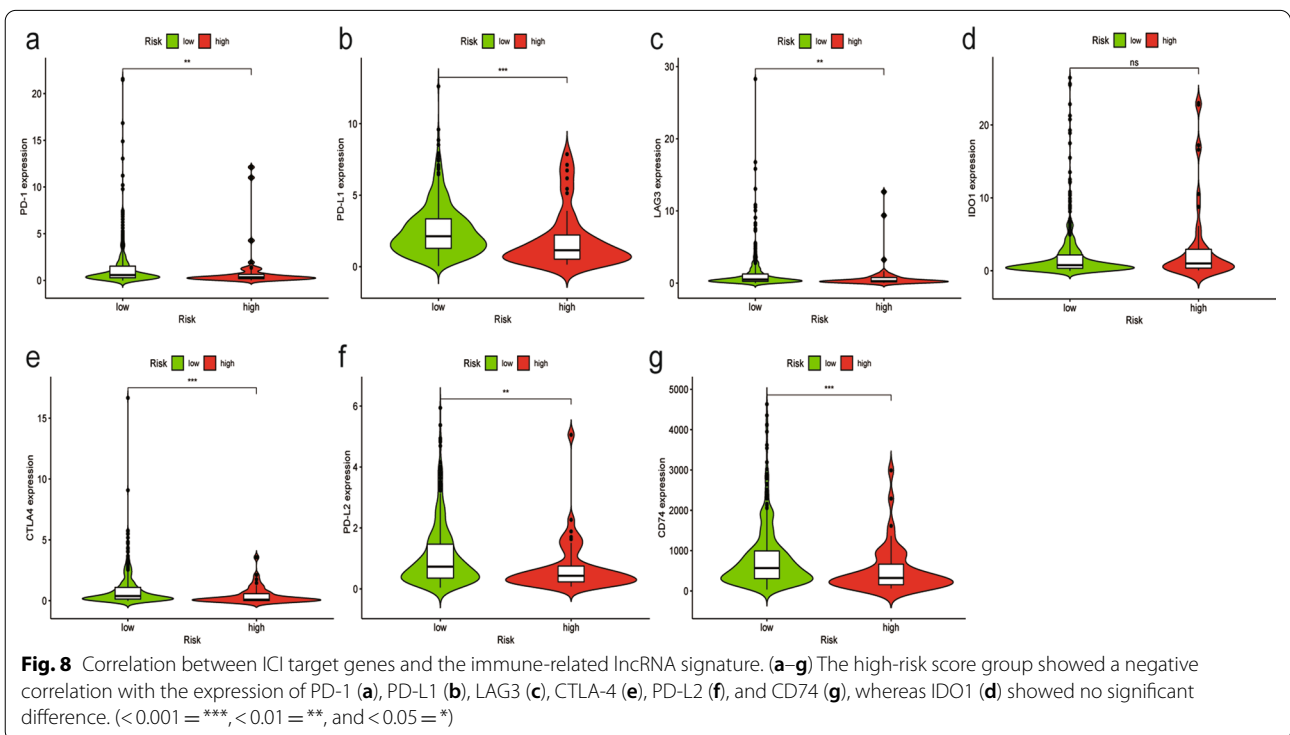 a
Risk low high
**
PD-1 expression
20
15
10
5
0
low high
Risk
b
Risk low high
***
PD-L1 expression
10
5
0
low high
Risk
c
Risk low high
**
LAG3 expression
30
20
10
0
low high
Risk
d
Risk low high
ns
IDO1 expression
20
10
0
low high
Risk
e
Risk low high
***
CTLA4 expression
15
10
5
0
low high
Risk
f
Risk low high
**
PD-L2 expression
6
4
2
0
low high
Risk
g
Risk low high
***
CD74 expression
5000
4000
3000
2000
1000
0
low high
Risk
Fig. 8 Correlation between ICI target genes and the immune-related lncRNA signature. (a–g) The high-risk score group showed a negative
correlation with the expression of PD-1 (a), PD-L1 (b), LAG3 (c), CTLA-4 (e), PD-L2 (f), and CD74 (g), whereas IDO1 (d) showed no significant
difference. (< 0.001 = ***, < 0.01 = **, and < 0.05 = *)